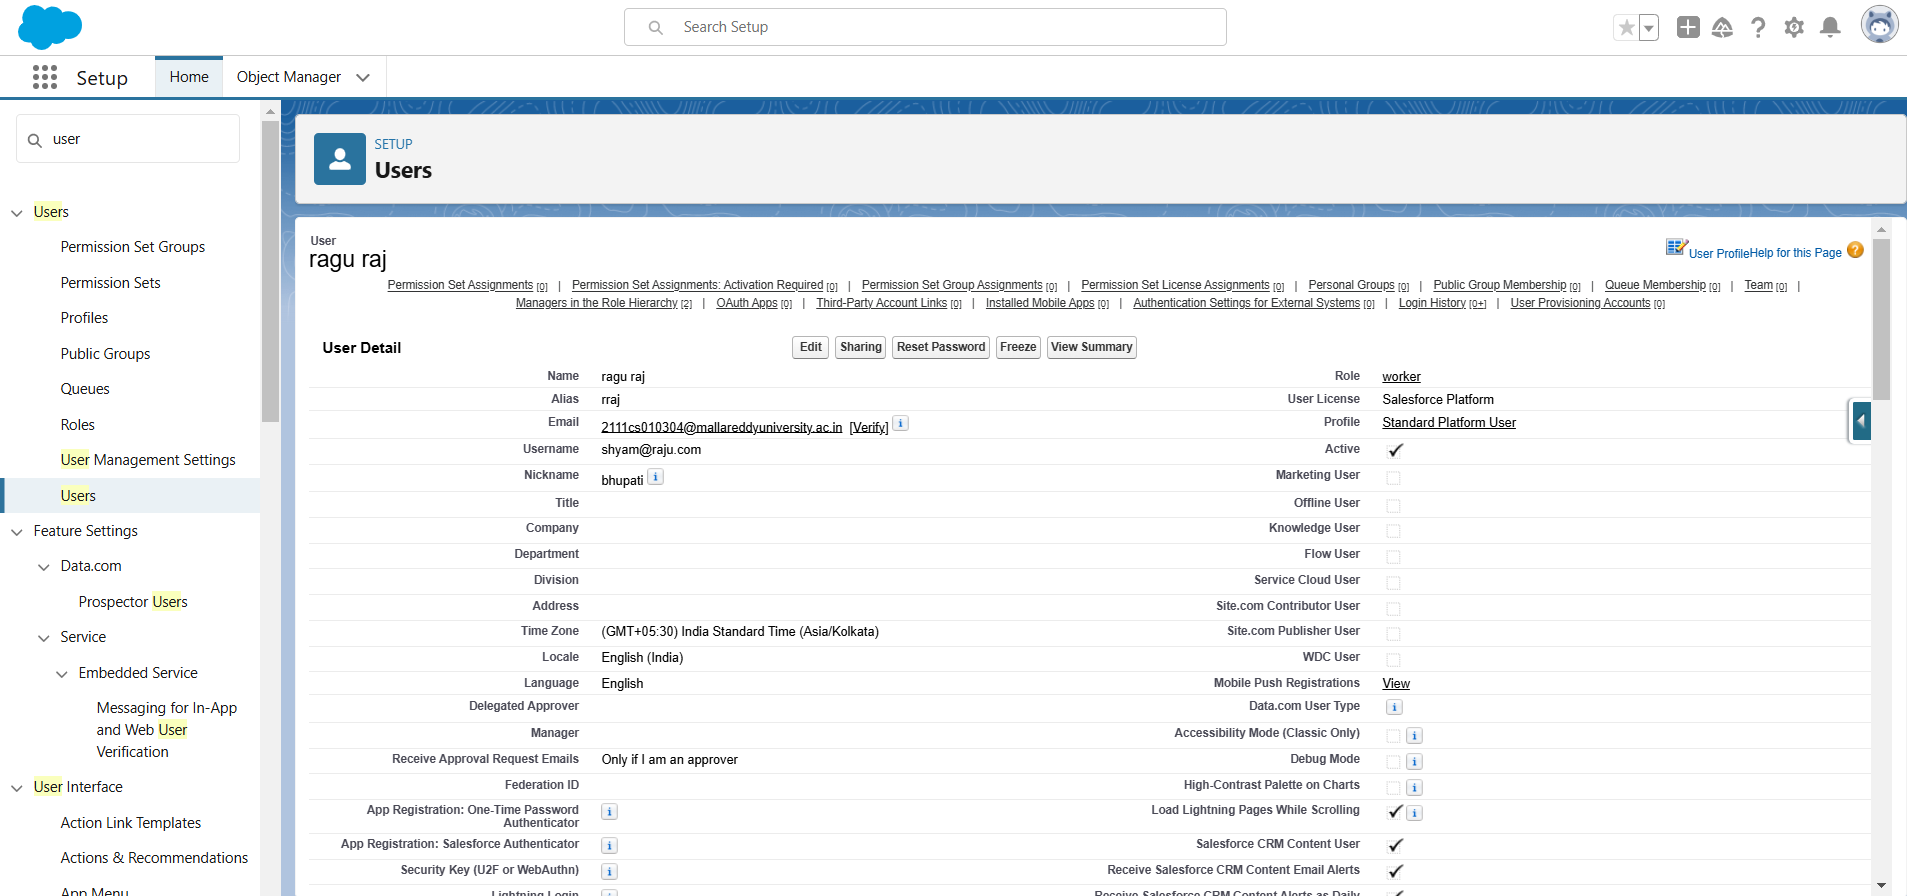 Search Setup
Setup
Home
Object Manager
user
Users
Permission Set Groups
Permission Sets
Profiles
Public Groups
Queues
Roles
User Management Settings
Users
Feature Settings
Data.com
Prospector Users
Service
Embedded Service
Messaging for In-App
and Web User
Verification
User Interface
Action Link Templates
Actions & Recommendations
App Menu
SETUP
Users
User
ragu raj
User Profile Help for this Page ?
Permission Set Assignments [0] | Permission Set Assignments: Activation Required [0] | Permission Set Group Assignments [0] | Permission Set License Assignments [0] | Personal Groups [0] | Public Group Membership [0] | Queue Membership [0] | Team [0] |
Managers in the Role Hierarchy [2] | OAuth Apps [0] | Third-Party Account Links [0] | Installed Mobile Apps [0] | Authentication Settings for External Systems [0] | Login History [0+] | User Provisioning Accounts [0]
User Detail
Edit Sharing Reset Password Freeze View Summary
Name ragu raj Role worker
Alias rraj User License Salesforce Platform
Email 2111cs010304@mallareddyuniversity.ac.in [Verify] i Profile Standard Platform User
Username shyam@raju.com Active
Nickname bhupati i Marketing User
Title Offline User
Company Knowledge User
Department Flow User
Division Service Cloud User
Address Site.com Contributor User
Time Zone (GMT+05:30) India Standard Time (Asia/Kolkata) Site.com Publisher User
Locale English (India) WDC User
Language English Mobile Push Registrations View
Delegated Approver Data.com User Type i
Manager Accessibility Mode (Classic Only) i
Receive Approval Request Emails Only if I am an approver Debug Mode i
Federation ID High-Contrast Palette on Charts i
App Registration: One-Time Password
Authenticator i Load Lightning Pages While Scrolling i
App Registration: Salesforce Authenticator i Salesforce CRM Content User
Security Key (U2F or WebAuthn) i Receive Salesforce CRM Content Email Alerts
Lightning Login Receive Salesforce CRM Content Alerts as Daily